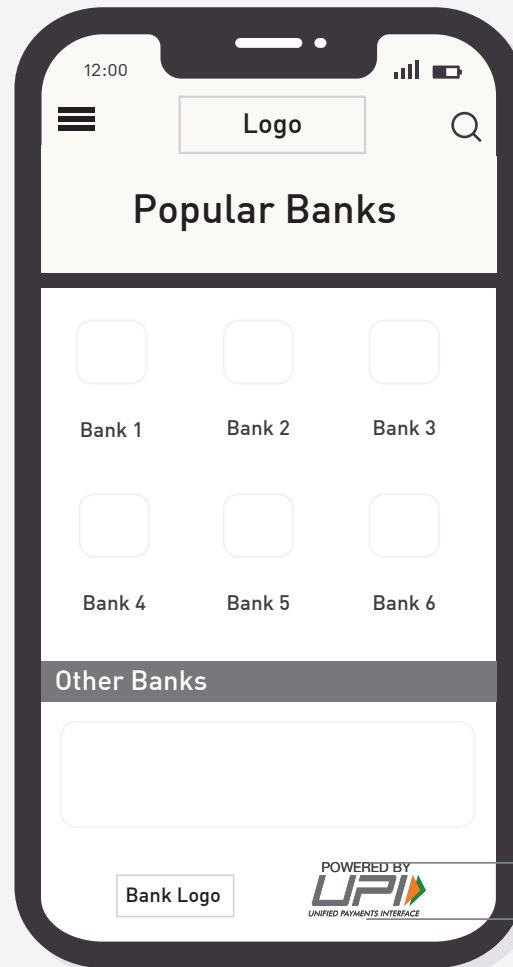 12:00
Logo
Popular Banks
Bank 1
Bank 2
Bank 3
Bank 4
Bank 5
Bank 6
Other Banks
Bank Logo
POWERED BY
UPI
UNIFIED PAYMENTS INTERFACE